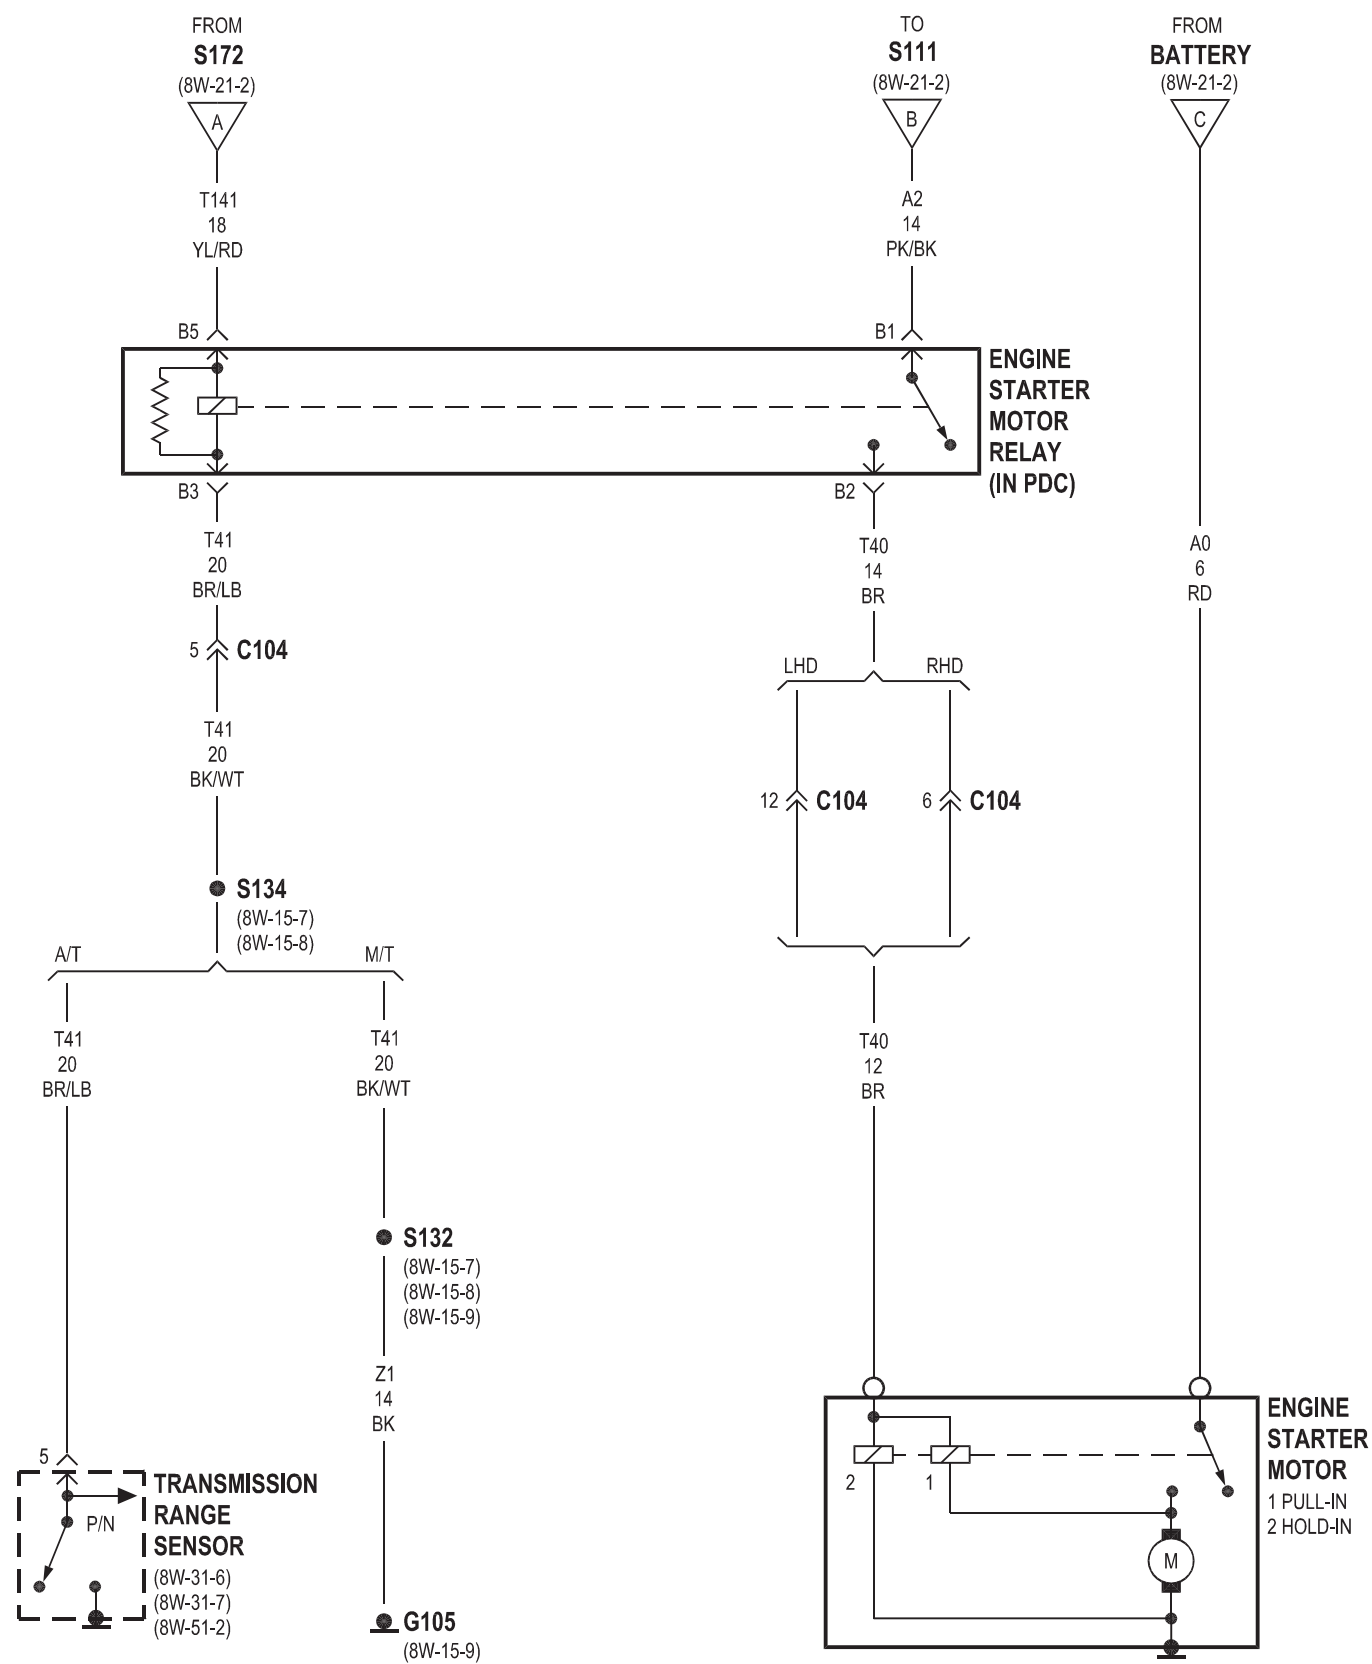 FROM
S172
(8W-21-2)
A
TO
S111
(8W-21-2)
B
FROM
BATTERY
(8W-21-2)
C
T141
18
YL/RD
A2
14
PK/BK
B5
B1
ENGINE
STARTER
MOTOR
RELAY
(IN PDC)
B3
B2
T41
20
BR/LB
T40
14
BR
A0
6
RD
5
C104
LHD
RHD
T41
20
BK/WT
12
C104
6
C104
S134
(8W-15-7)
(8W-15-8)
A/T
M/T
T41
20
BR/LB
T41
20
BK/WT
T40
12
BR
S132
(8W-15-7)
(8W-15-8)
(8W-15-9)
Z1
14
BK
5
TRANSMISSION
RANGE
SENSOR
(8W-31-6)
(8W-31-7)
(8W-51-2)
P/N
G105
(8W-15-9)
2
1
M
ENGINE
STARTER
MOTOR
1 PULL-IN
2 HOLD-IN